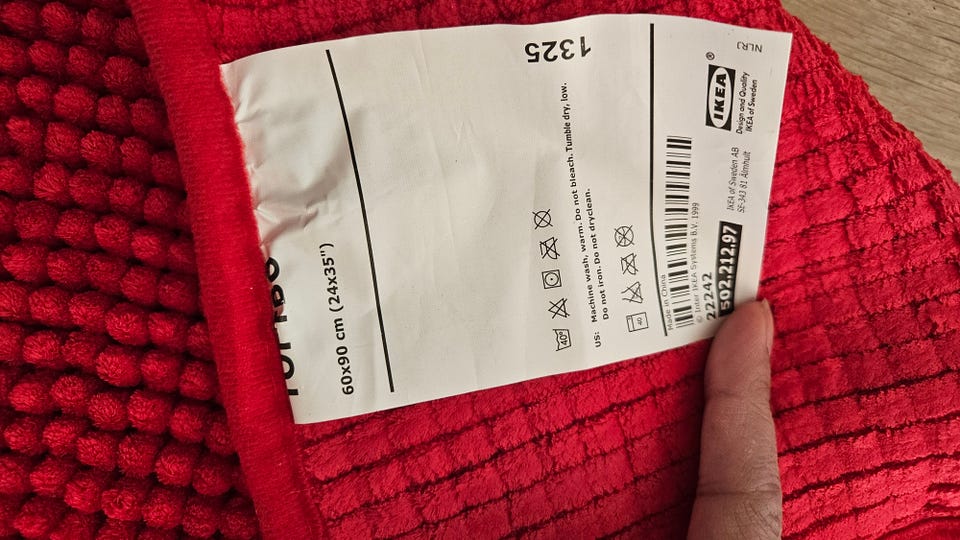 60x90 cm (24x35")
1325
40°
US: Machine wash, warm. Do not bleach. Tumble dry, low.
Do not iron. Do not dryclean.
40
Made in China
© Inter IKEA Systems B.V. 1999
22242
502.212.97
IKEA of Sweden AB
SE-343 81 Älmhult
IKEA®
Design and Quality
IKEA of Sweden
NLRJ